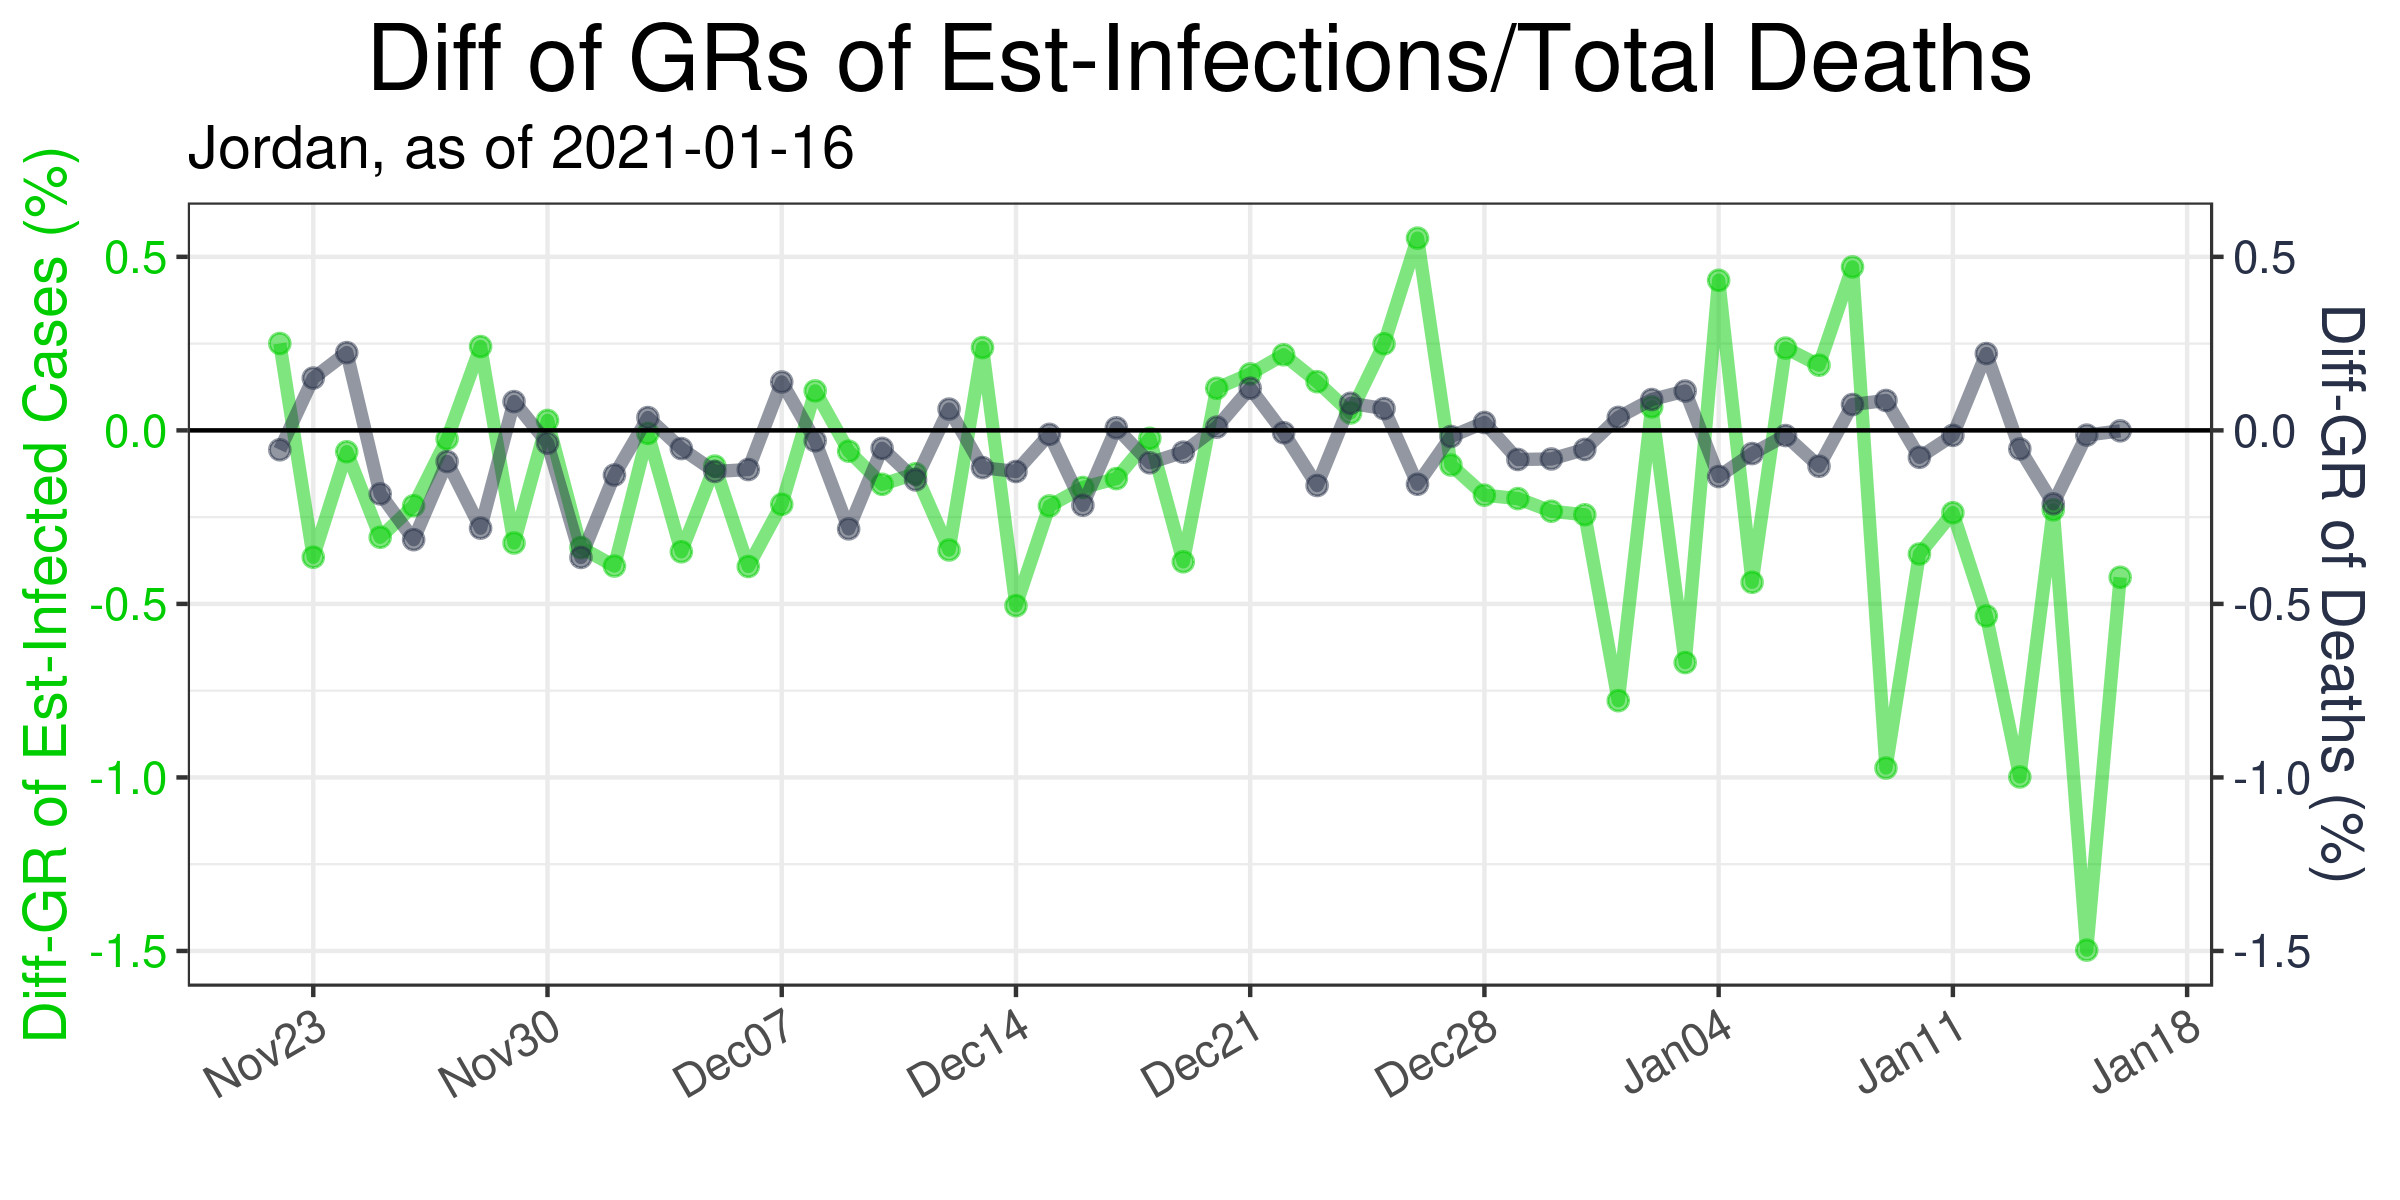 Diff of GRs of Est-Infections/Total Deaths
Jordan, as of 2021-01-16
Diff-GR of Est-Infected Cases (%)
0.5
0.0
-0.5
-1.0
-1.5
0.5
0.0
-0.5
-1.0
-1.5
Diff-GR of Deaths (%)
Nov23
Nov30
Dec07
Dec14
Dec21
Dec28
Jan04
Jan11
Jan18